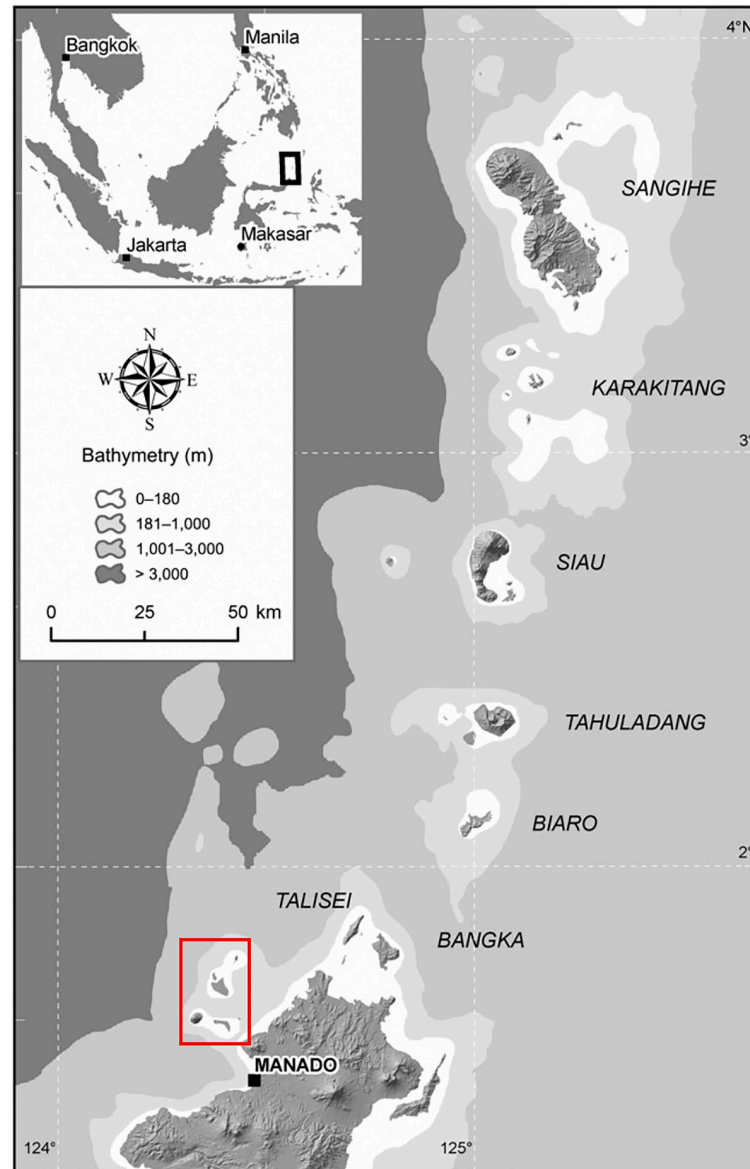 4°N
Bangkok
Manila
SANGIHE
Makasar
Jakarta
N
W E
S
KARAKITANG
Bathymetry (m)
3°
0–180
181–1,000
1,001–3,000
> 3,000
SIAU
0 25 50 km
TAHULADANG
BIARO
2°
TALISEI
BANGKA
MANADO
124°
125°